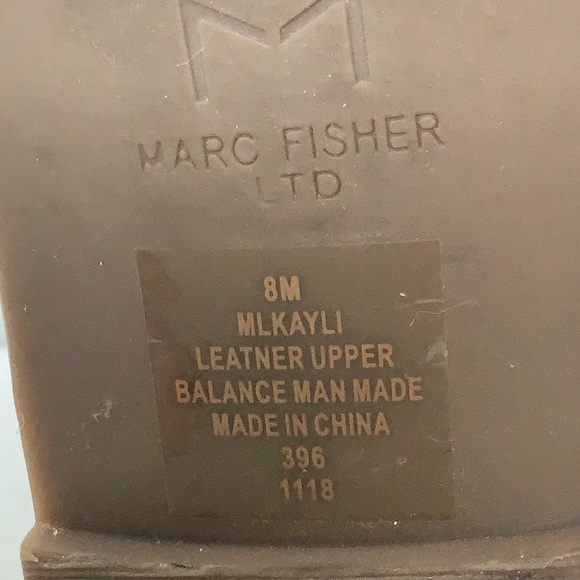 M
MARC FISHER
LTD
8M
MLKAYLI
LEATNER UPPER
BALANCE MAN MADE
MADE IN CHINA
396
1118